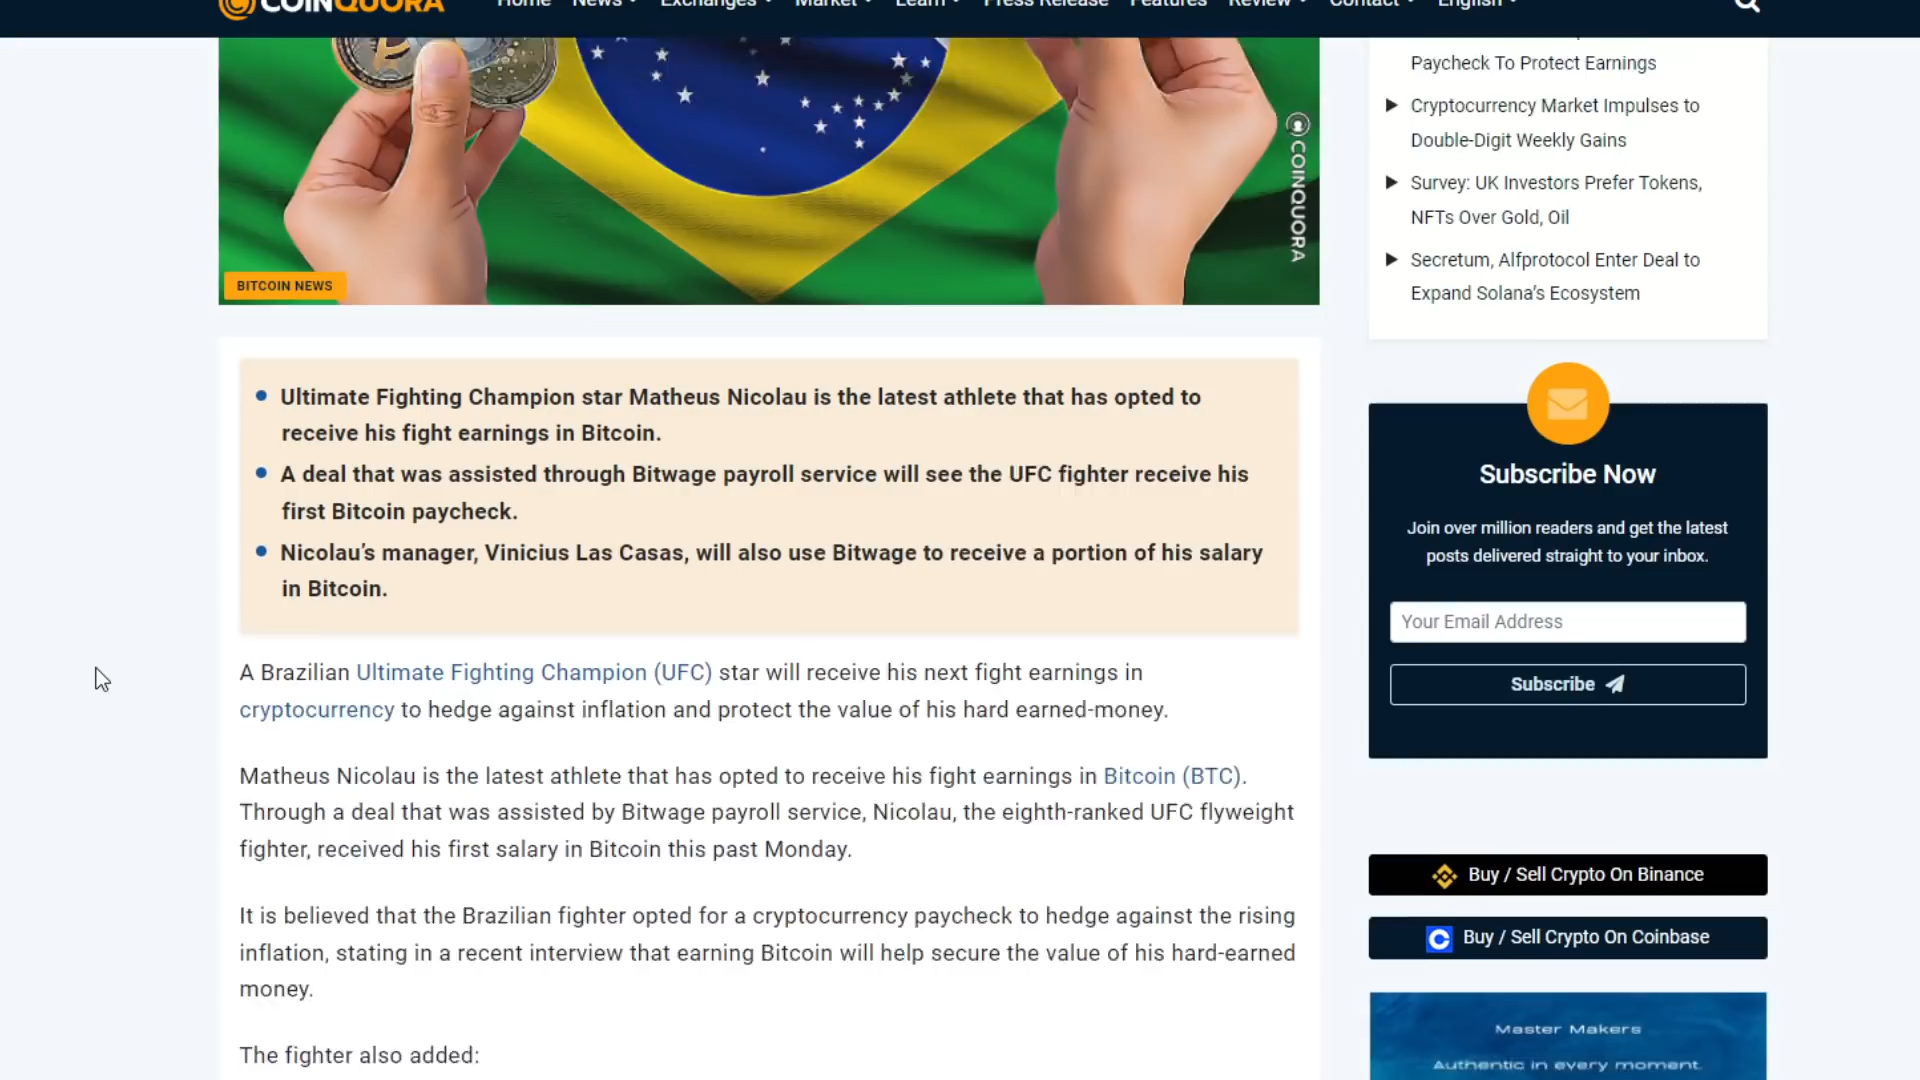 COINQUORA
Home News Exchanges Market Learn Press Release Features Review Contact English
COINQUORA
BITCOIN NEWS
Ultimate Fighting Champion star Matheus Nicolau is the latest athlete that has opted to
receive his fight earnings in Bitcoin.
A deal that was assisted through Bitwage payroll service will see the UFC fighter receive his
first Bitcoin paycheck.
Nicolau’s manager, Vinicius Las Casas, will also use Bitwage to receive a portion of his salary
in Bitcoin.
A Brazilian Ultimate Fighting Champion (UFC) star will receive his next fight earnings in
cryptocurrency to hedge against inflation and protect the value of his hard earned-money.
Matheus Nicolau is the latest athlete that has opted to receive his fight earnings in Bitcoin (BTC).
Through a deal that was assisted by Bitwage payroll service, Nicolau, the eighth-ranked UFC flyweight
fighter, received his first salary in Bitcoin this past Monday.
It is believed that the Brazilian fighter opted for a cryptocurrency paycheck to hedge against the rising
inflation, stating in a recent interview that earning Bitcoin will help secure the value of his hard-earned
money.
The fighter also added:
Paycheck To Protect Earnings
Cryptocurrency Market Impulses to
Double-Digit Weekly Gains
Survey: UK Investors Prefer Tokens,
NFTs Over Gold, Oil
Secretum, Alfprotocol Enter Deal to
Expand Solana’s Ecosystem
Subscribe Now
Join over million readers and get the latest
posts delivered straight to your inbox.
Your Email Address
Subscribe
Buy / Sell Crypto On Binance
Buy / Sell Crypto On Coinbase
Master Makers
Authentic in every moment.